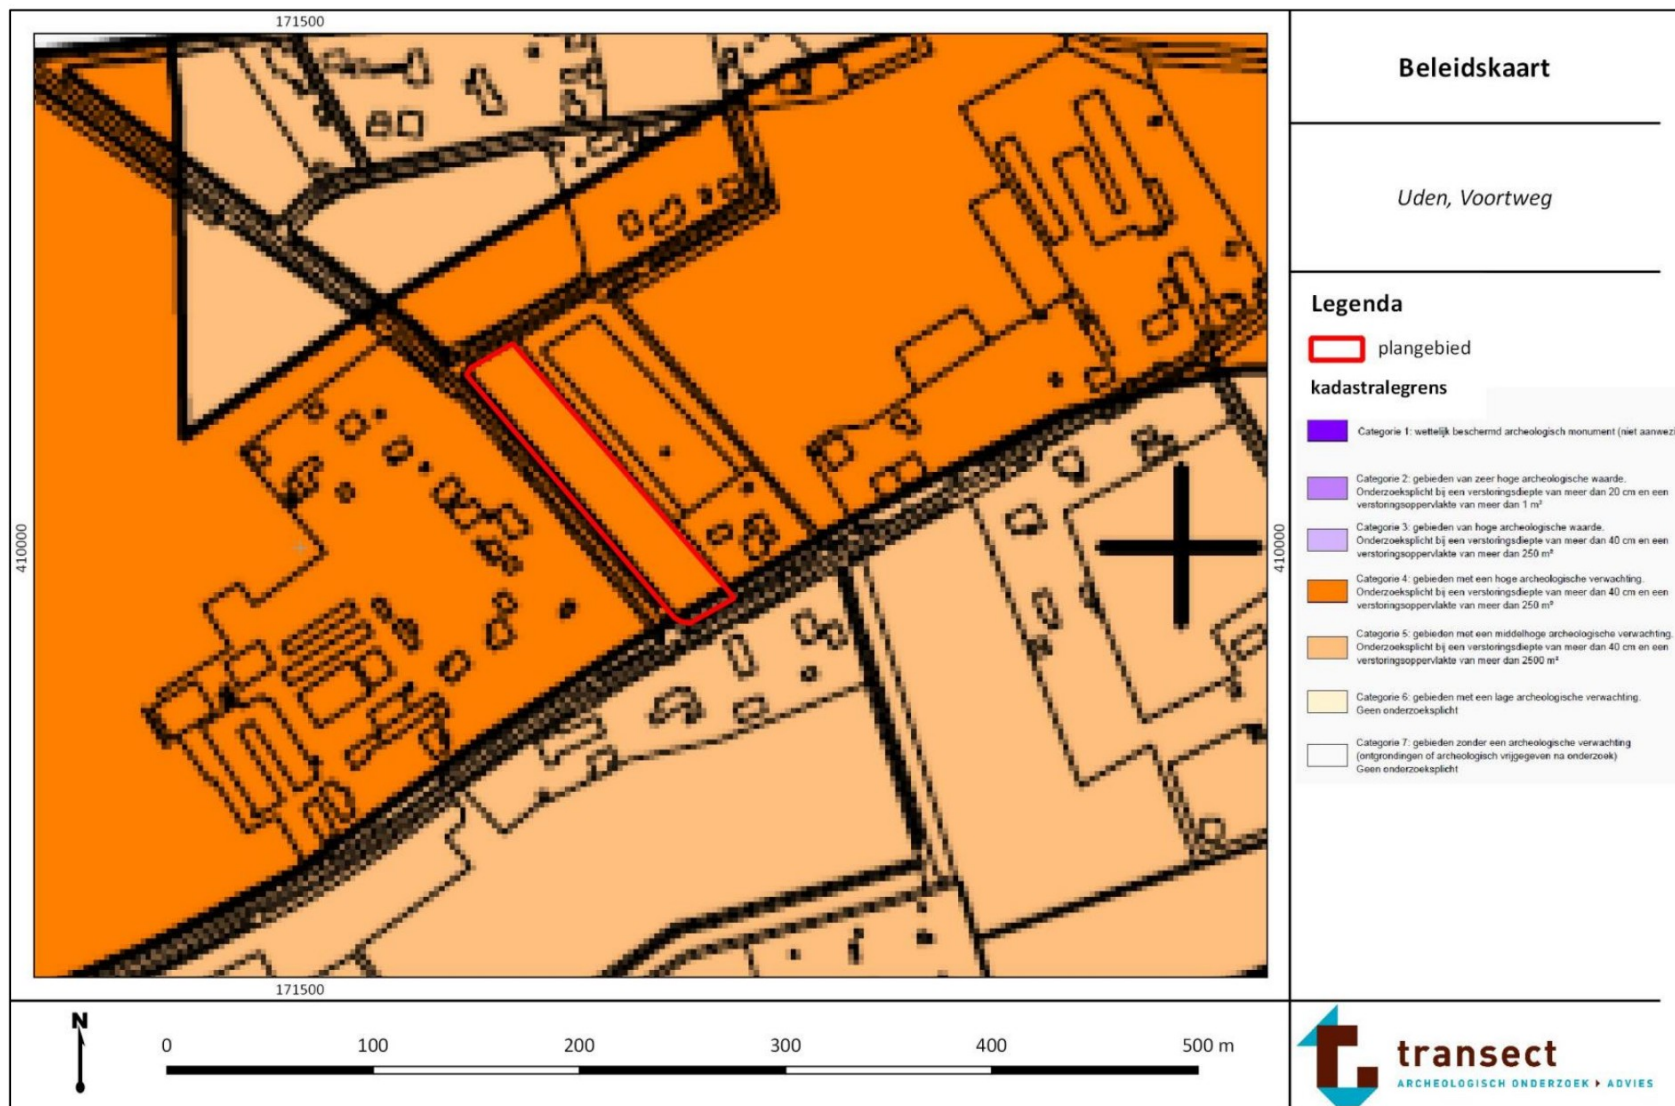 171500
Beleidskaart
Uden, Voortweg
410000
410000
Legenda
plangebied
kadastralegrens
Categorie 1: wettelijk beschermd archeologisch monument (niet aanwezi
Categorie 2: gebieden van zeer hoge archeologische waarde.
Onderzoeksplicht bij een verstoringsdiepte van meer dan 20 cm en een
verstoringsoppervlakte van meer dan 1 m²
Categorie 3: gebieden van hoge archeologische waarde.
Onderzoeksplicht bij een verstoringsdiepte van meer dan 40 cm en een
verstoringsoppervlakte van meer dan 250 m²
Categorie 4: gebieden met een hoge archeologische verwachting.
Onderzoeksplicht bij een verstoringsdiepte van meer dan 40 cm en een
verstoringsoppervlakte van meer dan 250 m²
Categorie 5: gebieden met een middelhoge archeologische verwachting.
Onderzoeksplicht bij een verstoringsdiepte van meer dan 40 cm en een
verstoringsoppervlakte van meer dan 2500 m²
Categorie 6: gebieden met een lage archeologische verwachting.
Geen onderzoeksplicht
Categorie 7: gebieden zonder een archeologische verwachting
(ontgrondingen of archeologisch vrijgegeven na onderzoek)
Geen onderzoeksplicht
171500
N
0 100 200 300 400 500 m
transect
ARCHEOLOGISCH ONDERZOEK ▸ ADVIES